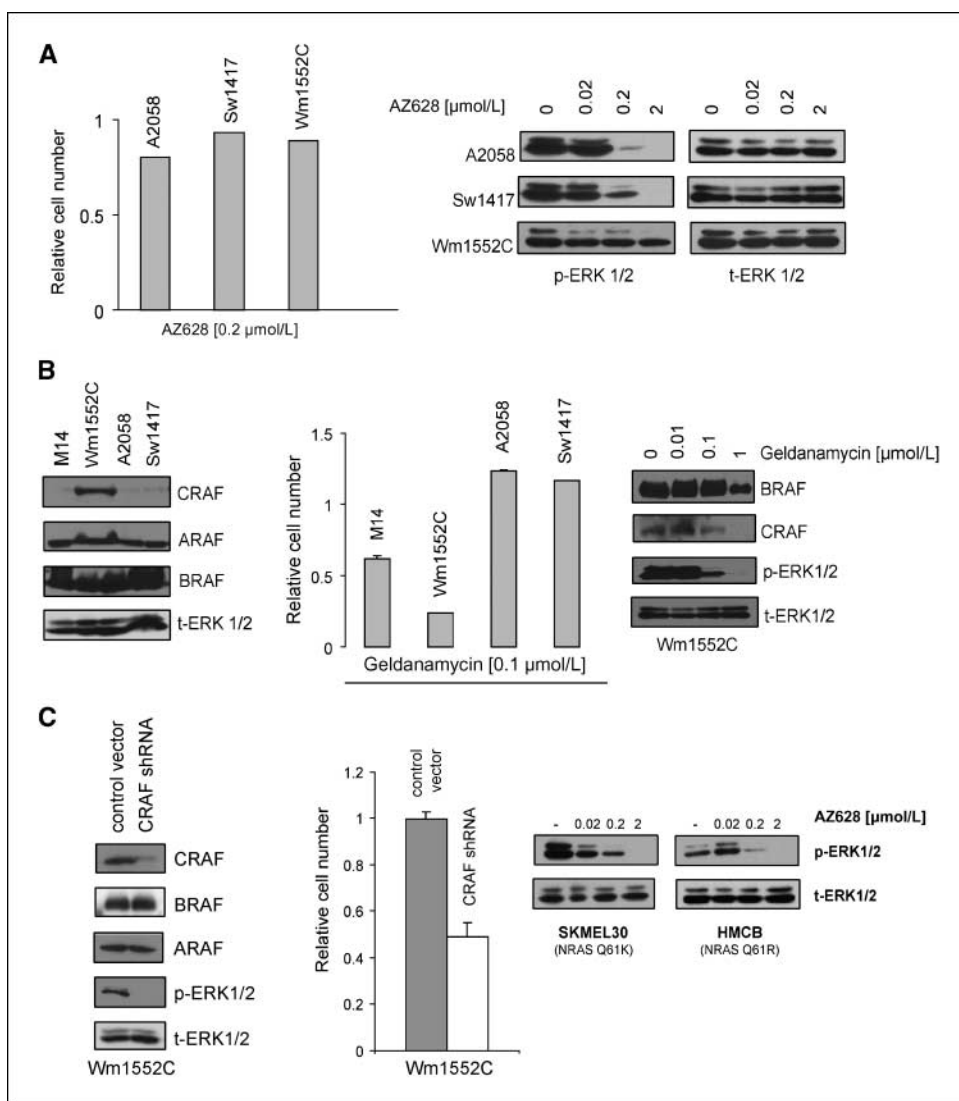 A
Relative cell number
1
0.5
0
A2058
Sw1417
Wm1552C
AZ628 [0.2 µmol/L]
AZ628 [µmol/L]
0 0.02 0.2 2
0 0.02 0.2 2
A2058
Sw1417
Wm1552C
p-ERK 1/2
t-ERK 1/2
B
M14
Wm1552C
A2058
Sw1417
CRAF
ARAF
BRAF
t-ERK 1/2
Relative cell number
1.5
1
0.5
0
M14
Wm1552C
A2058
Sw1417
Geldanamycin [0.1 µmol/L]
0 0.01 0.1 1
Geldanamycin [µmol/L]
BRAF
CRAF
p-ERK1/2
t-ERK1/2
Wm1552C
C
control vector
CRAF shRNA
CRAF
BRAF
ARAF
p-ERK1/2
t-ERK1/2
Wm1552C
Relative cell number
1.2
1
0.8
0.6
0.4
0.2
0
control
vector
CRAF shRNA
Wm1552C
- 0.02 0.2 2
- 0.02 0.2 2
AZ628 [µmol/L]
p-ERK1/2
t-ERK1/2
SKMEL30
(NRAS Q61K)
HMCB
(NRAS Q61R)